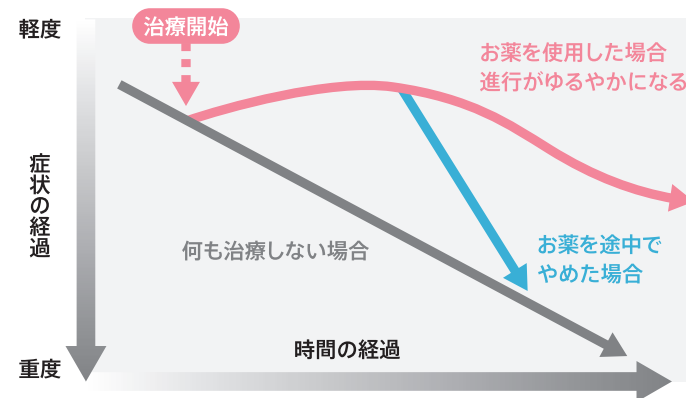 軽度
治療開始
お薬を使用した場合
進行がゆるやかになる
症状の経過
何も治療しない場合
お薬を途中で
やめた場合
時間の経過
重度